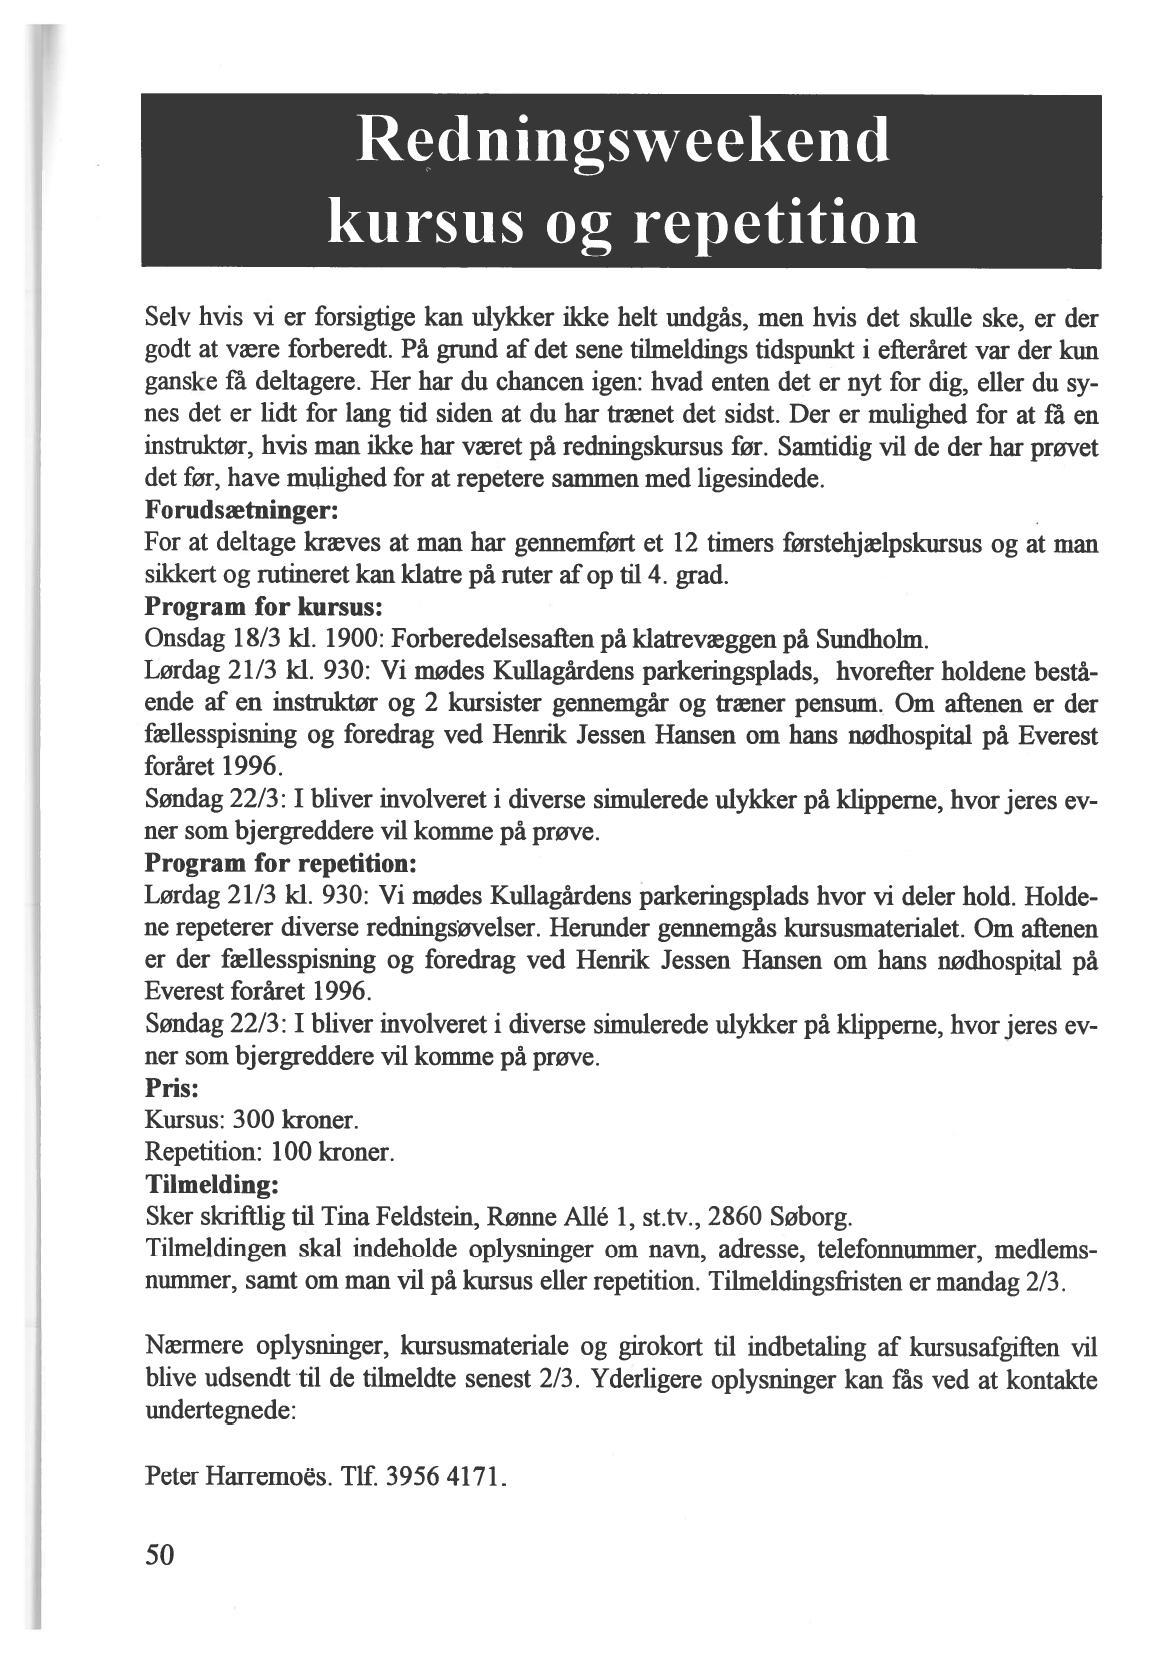 Redningsweekend
kursus og repetition
Selv hvis vi er forsigtige kan ulykker ikke helt undgås, men hvis det skulle ske, er der
godt at være forberedt. På grund af det sene tilmeldings tidspunkt i efteråret var der kun
ganske få deltagere. Her har du chancen igen: hvad enten det er nyt for dig, eller du sy-
nes det er lidt for lang tid siden at du har trænet det sidst. Der er mulighed for at få en
instruktør, hvis man ikke har været på redningskursus før. Samtidig vil de der har prøvet
det før, have mulighed for at repetere sammen med ligesindede.
Forudsætninger:
For at deltage kræves at man har gennemført et 12 timers førstehjælpskursus og at man
sikkert og rutineret kan klatre på ruter af op til 4. grad.
Program for kursus:
Onsdag 18/3 kl. 1900: Forberedelsesaften på klatrevæggen på Sundholm.
Lørdag 21/3 kl. 930: Vi mødes Kullagårdens parkeringsplads, hvorefter holdene bestå-
ende af en instruktør og 2 kursister gennemgår og træner pensum. Om aftenen er der
fællesspisning og foredrag ved Henrik Jessen Hansen om hans nødhospital på Everest
foråret 1996.
Søndag 22/3: I bliver involveret i diverse simulerede ulykker på klipperne, hvor jeres ev-
ner som bjergreddere vil komme på prøve.
Program for repetition:
Lørdag 21/3 kl. 930: Vi mødes Kullagårdens parkeringsplads hvor vi deler hold. Holde-
ne repeterer diverse redningsøvelser. Herunder gennemgås kursusmaterialet. Om aftenen
er der fællesspisning og foredrag ved Henrik Jessen Hansen om hans nødhospital på
Everest foråret 1996.
Søndag 22/3: I bliver involveret i diverse simulerede ulykker på klipperne, hvor jeres ev-
ner som bjergreddere vil komme på prøve.
Pris:
Kursus: 300 kroner.
Repetition: 100 kroner.
Tilmelding:
Sker skriftlig til Tina Feldstein, Rønne Allé 1, st.tv., 2860 Søborg.
Tilmeldingen skal indeholde oplysninger om navn, adresse, telefonnummer, medlems-
nummer, samt om man vil på kursus eller repetition. Tilmeldingsfristen er mandag 2/3.
Nærmere oplysninger, kursusmateriale og girokort til indbetaling af kursusafgiften vil
blive udsendt til de tilmeldte senest 2/3. Yderligere oplysninger kan fås ved at kontakte
undertegnede:
Peter Harremoës. Tlf. 3956 4171.
50